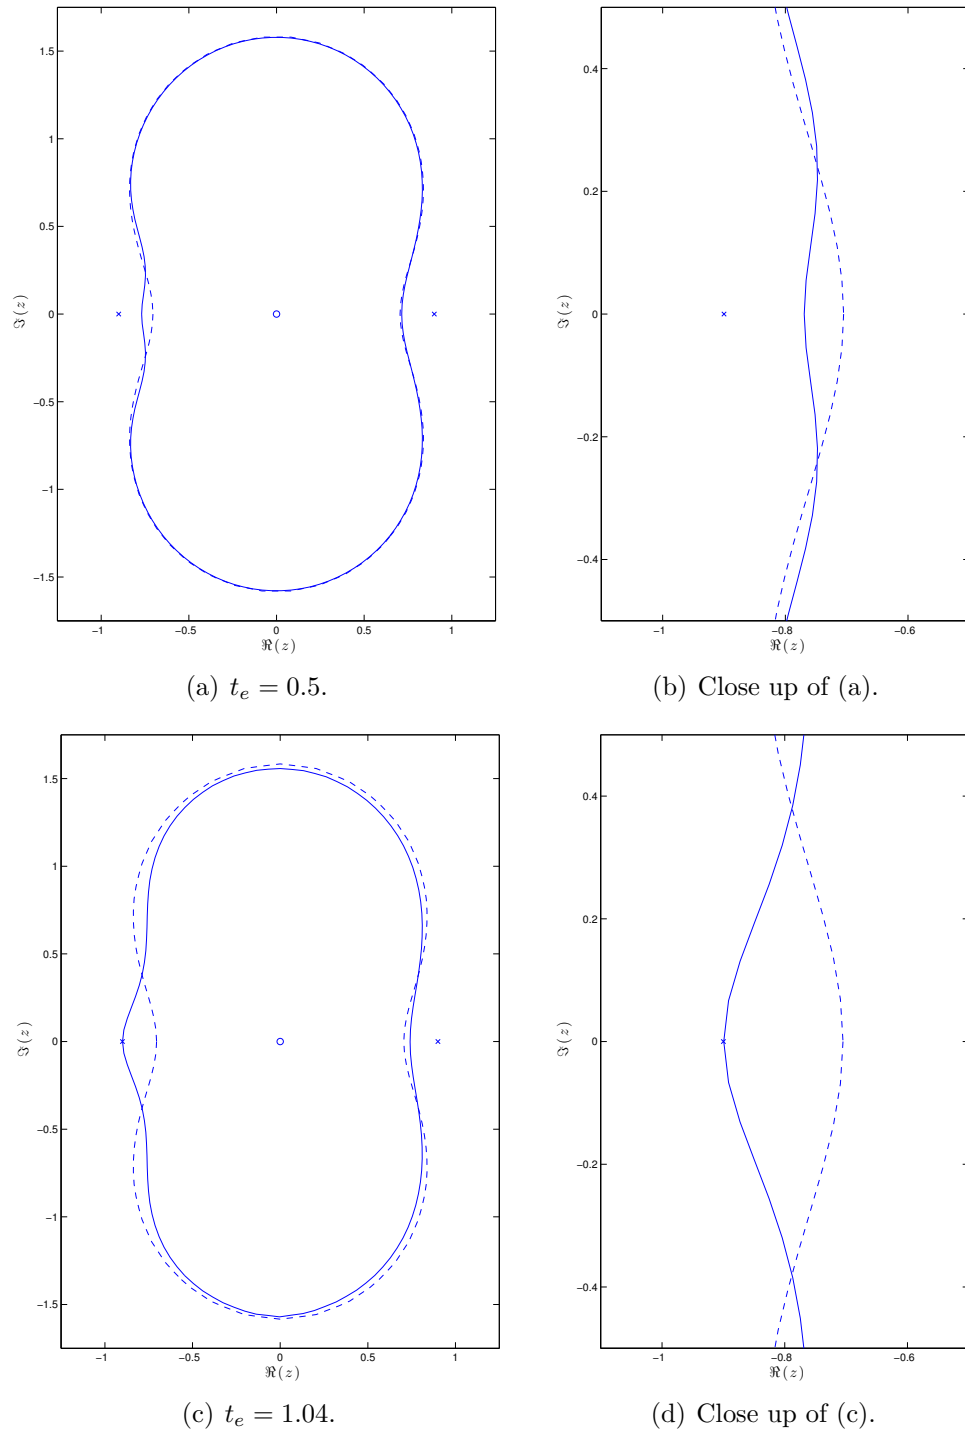 1.5
1
0.5
0
−0.5
−1
−1.5
ℑ(z)
−1 −0.5 0 0.5 1
ℜ(z)
(a) t_e = 0.5.
0.4
0.2
0
−0.2
−0.4
ℑ(z)
−1 −0.8 −0.6
ℜ(z)
(b) Close up of (a).
1.5
1
0.5
0
−0.5
−1
−1.5
ℑ(z)
−1 −0.5 0 0.5 1
ℜ(z)
(c) t_e = 1.04.
0.4
0.2
0
−0.2
−0.4
ℑ(z)
−1 −0.8 −0.6
ℜ(z)
(d) Close up of (c).